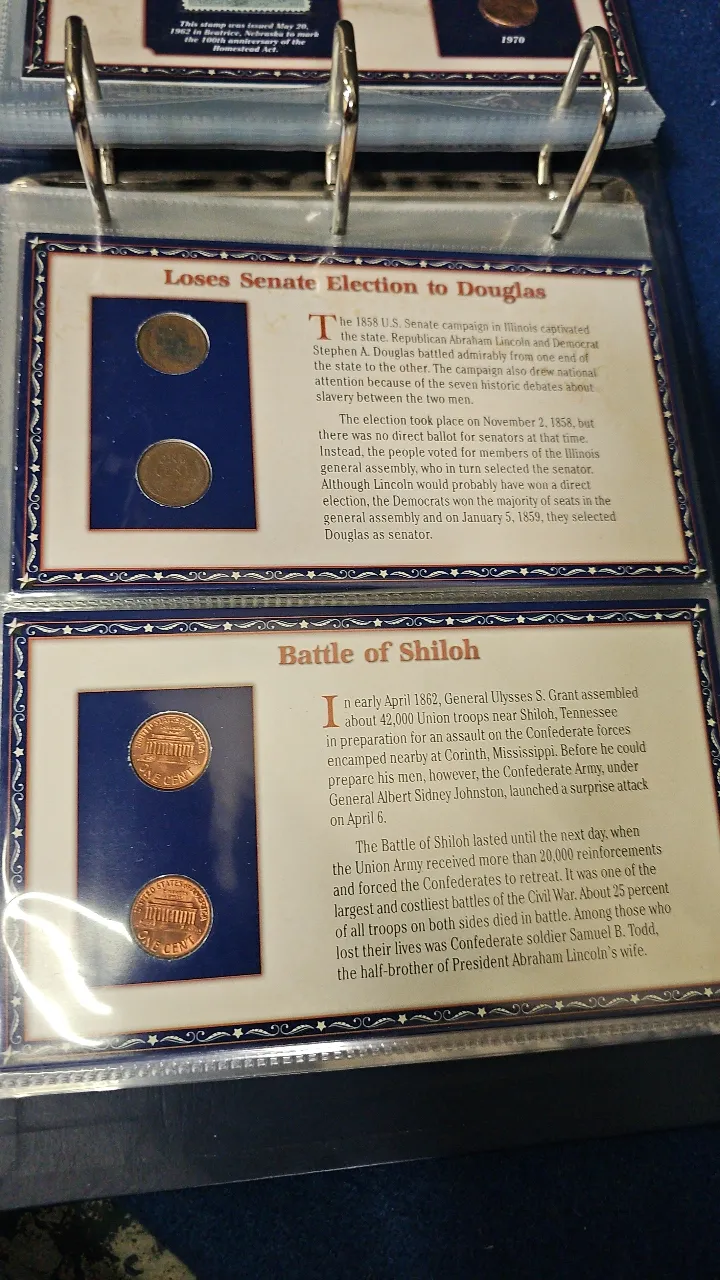 This stamp was issued May 20,
1962 in Beatrice, Nebraska to mark
the 100th anniversary of the
Homestead Act.
1970
Loses Senate Election to Douglas
The 1858 U.S. Senate campaign in Illinois captivated
the state. Republican Abraham Lincoln and Democrat
Stephen A. Douglas battled admirably from one end of
the state to the other. The campaign also drew national
attention because of the seven historic debates about
slavery between the two men.
The election took place on November 2, 1858, but
there was no direct ballot for senators at that time.
Instead, the people voted for members of the Illinois
general assembly, who in turn selected the senator.
Although Lincoln would probably have won a direct
election, the Democrats won the majority of seats in the
general assembly and on January 5, 1859, they selected
Douglas as senator.
Battle of Shiloh
In early April 1862, General Ulysses S. Grant assembled
about 42,000 Union troops near Shiloh, Tennessee
in preparation for an assault on the Confederate forces
encamped nearby at Corinth, Mississippi. Before he could
prepare his men, however, the Confederate Army, under
General Albert Sidney Johnston, launched a surprise attack
on April 6.
The Battle of Shiloh lasted until the next day, when
the Union Army received more than 20,000 reinforcements
and forced the Confederates to retreat. It was one of the
largest and costliest battles of the Civil War. About 25 percent
of all troops on both sides died in battle. Among those who
lost their lives was Confederate soldier Samuel B. Todd,
the half-brother of President Abraham Lincoln's wife.
UNITED STATES OF AMERICA
ONE CENT
UNITED STATES OF AMERICA
ONE CENT